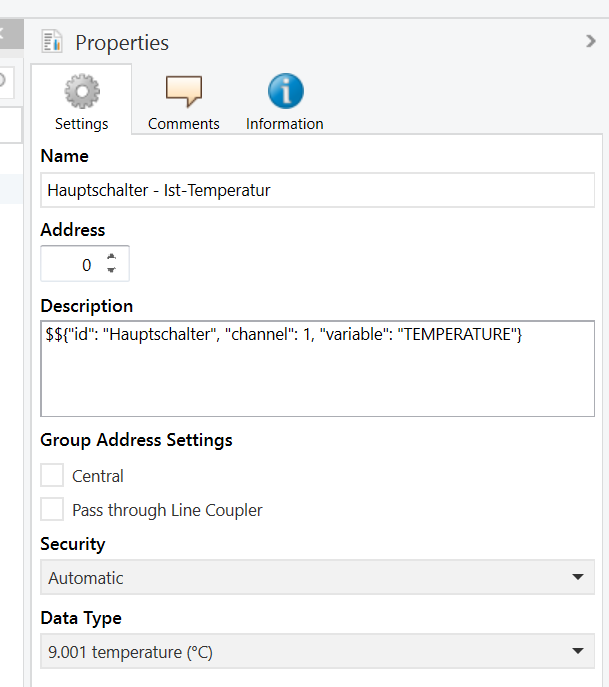 Properties
Settings
Comments
Information
Name
Hauptschalter - Ist-Temperatur
Address
0
Description
$${"id": "Hauptschalter", "channel": 1, "variable": "TEMPERATURE"}
Group Address Settings
Central
Pass through Line Coupler
Security
Automatic
Data Type
9.001 temperature (°C)